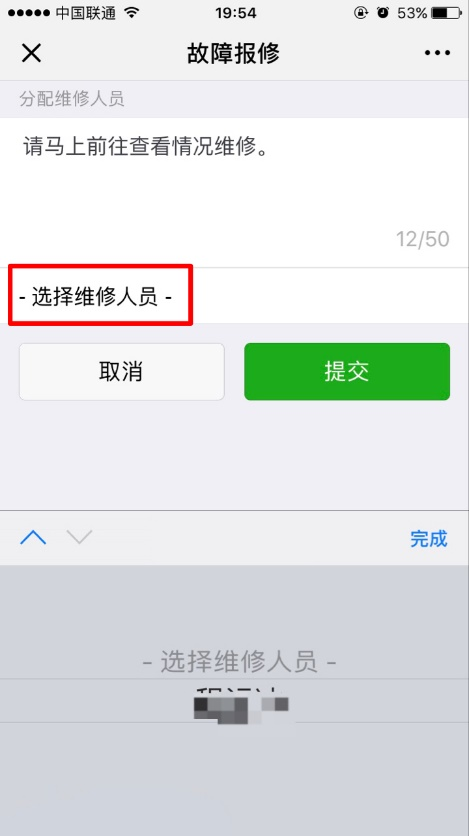 中国联通 19:54 53%
故障报修
分配维修人员
请马上前往查看情况维修。
12/50
- 选择维修人员 -
取消 提交
完成
- 选择维修人员 -